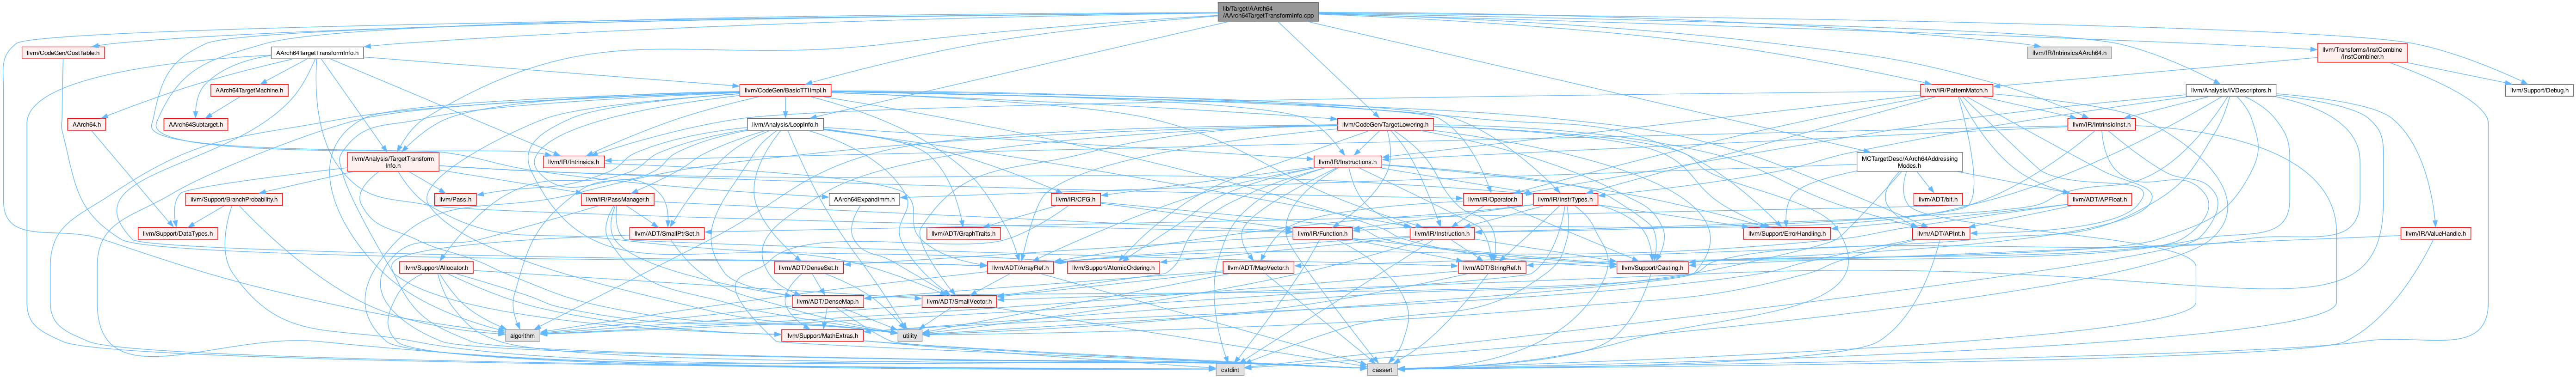 lib/Target/AArch64
/AArch64TargetTransformInfo.cpp
llvm/CodeGen/CostTable.h
AArch64TargetTransformInfo.h
llvm/IR/IntrinsicsAArch64.h
llvm/Transforms/InstCombine
/InstCombiner.h
AArch64TargetMachine.h
llvm/CodeGen/BasicTTIImpl.h
llvm/IR/PatternMatch.h
llvm/Analysis/IVDescriptors.h
llvm/Support/Debug.h
AArch64.h
AArch64Subtarget.h
llvm/Analysis/LoopInfo.h
llvm/CodeGen/TargetLowering.h
llvm/IR/IntrinsicInst.h
llvm/Analysis/TargetTransform
Info.h
llvm/IR/Intrinsics.h
llvm/IR/Instructions.h
MCTargetDesc/AArch64Addressing
Modes.h
llvm/Support/BranchProbability.h
llvm/Pass.h
llvm/IR/PassManager.h
AArch64ExpandImm.h
llvm/IR/CFG.h
llvm/IR/Operator.h
llvm/IR/InstrTypes.h
llvm/ADT/bit.h
llvm/ADT/APFloat.h
llvm/Support/DataTypes.h
llvm/ADT/SmallPtrSet.h
llvm/ADT/GraphTraits.h
llvm/IR/Function.h
llvm/IR/Instruction.h
llvm/Support/ErrorHandling.h
llvm/ADT/APInt.h
llvm/IR/ValueHandle.h
llvm/Support/Allocator.h
llvm/ADT/DenseSet.h
llvm/ADT/ArrayRef.h
llvm/Support/AtomicOrdering.h
llvm/ADT/MapVector.h
llvm/ADT/StringRef.h
llvm/Support/Casting.h
llvm/ADT/DenseMap.h
llvm/ADT/SmallVector.h
algorithm
llvm/Support/MathExtras.h
utility
cstdint
cassert